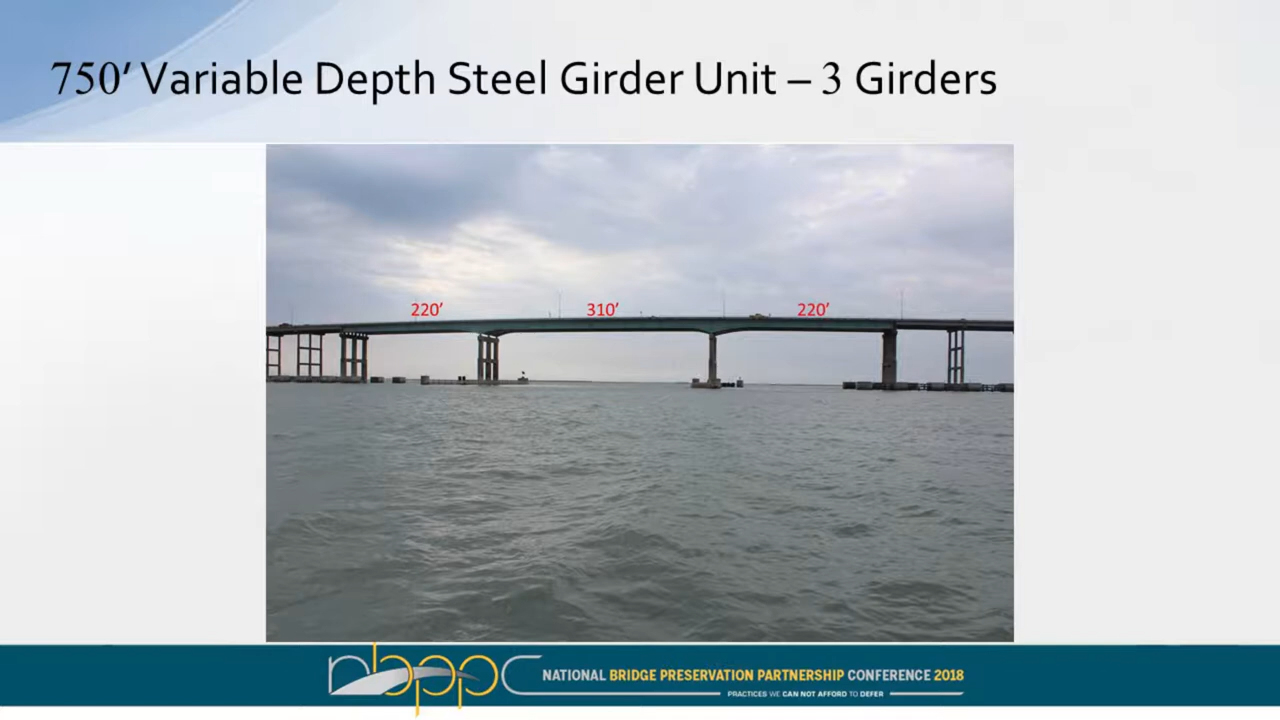 750’ Variable Depth Steel Girder Unit – 3 Girders
220’ 310’ 220’
nbppc NATIONAL BRIDGE PRESERVATION PARTNERSHIP CONFERENCE 2018
PRACTICES WE CAN NOT AFFORD TO DEFER